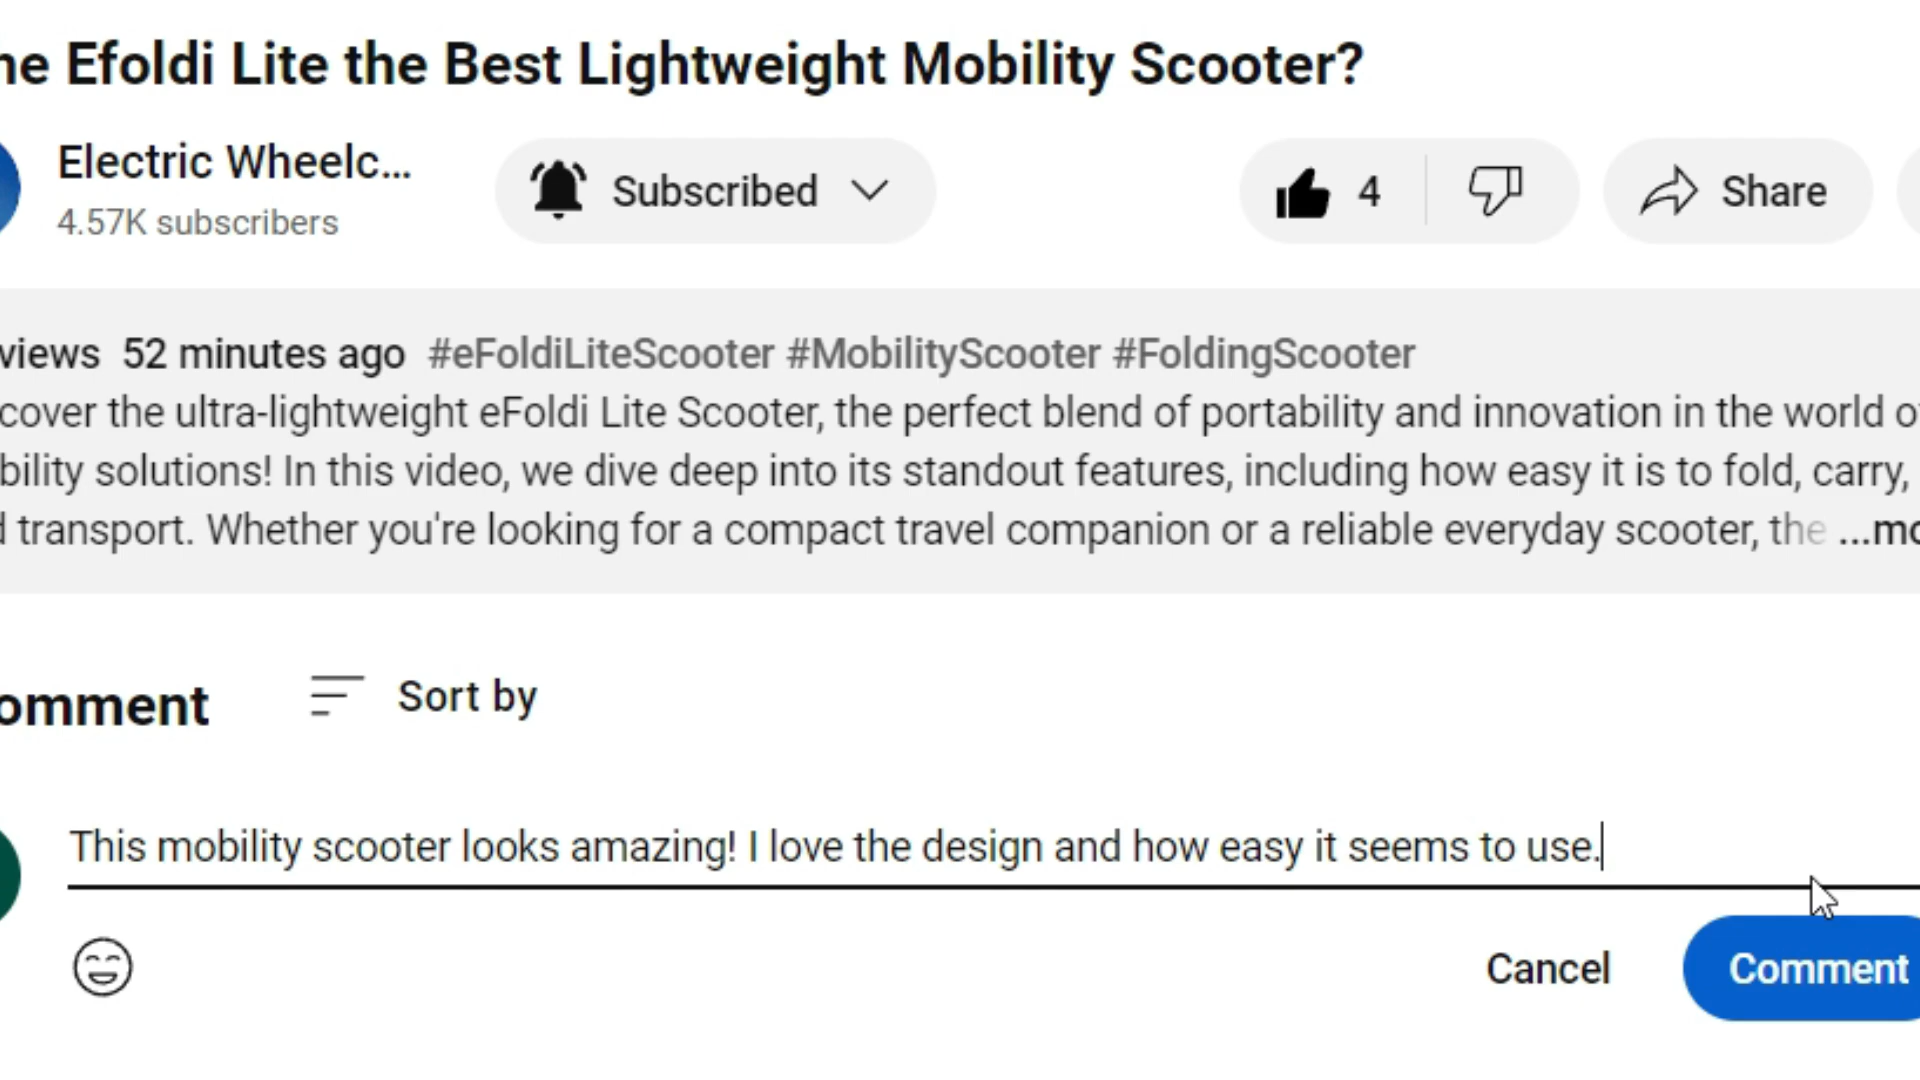 he Efoldi Lite the Best Lightweight Mobility Scooter?
Electric Wheelc...
4.57K subscribers
Subscribed
4
Share
views 52 minutes ago #eFoldiLiteScooter #MobilityScooter #FoldingScooter
cover the ultra-lightweight eFoldi Lite Scooter, the perfect blend of portability and innovation in the world o
bility solutions! In this video, we dive deep into its standout features, including how easy it is to fold, carry,
d transport. Whether you're looking for a compact travel companion or a reliable everyday scooter, the ...mo
omment
Sort by
This mobility scooter looks amazing! I love the design and how easy it seems to use.
Cancel
Comment